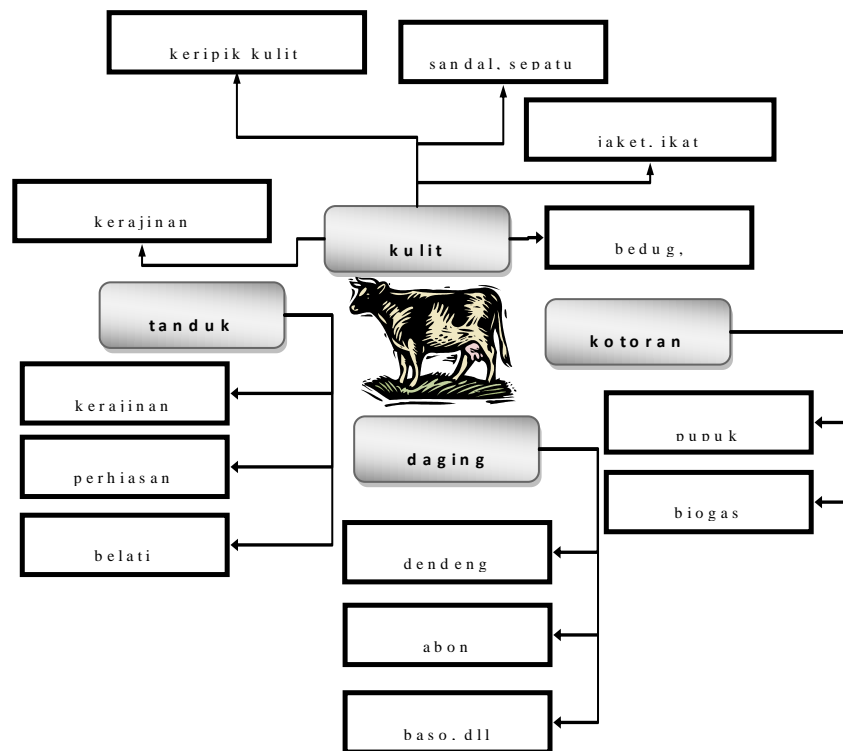 keripik kulit
sandal, sepatu
jaket, ikat
kerajinan
kulit
bedug,
tanduk
kotoran
kerajinan
perhiasan
belati
daging
pupuk
biogas
dendeng
abon
baso, dll